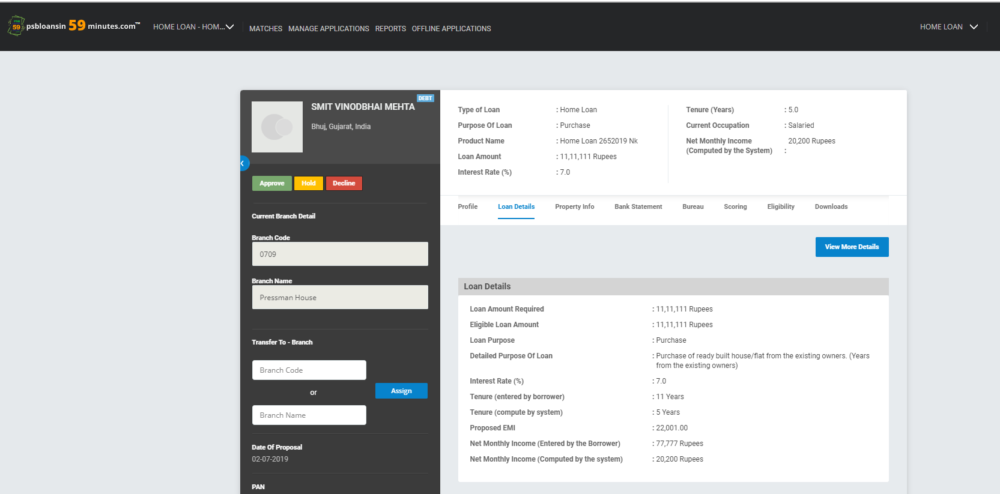 PSB
59
psbloansin 59 minutes.com™
HOME LOAN - HOM...
MATCHES
MANAGE APPLICATIONS
REPORTS
OFFLINE APPLICATIONS
HOME LOAN
DEBT
SMIT VINODBHAI MEHTA
Bhuj, Gujarat, India
Approve
Hold
Decline
Current Branch Detail
Branch Code
0709
Branch Name
Pressman House
Transfer To - Branch
Branch Code
or
Assign
Branch Name
Date Of Proposal
02-07-2019
PAN
Type of Loan : Home Loan
Purpose Of Loan : Purchase
Product Name : Home Loan 2652019 Nk
Loan Amount : 11,11,111 Rupees
Interest Rate (%) : 7.0
Tenure (Years) : 5.0
Current Occupation : Salaried
Net Monthly Income 20,200 Rupees
(Computed by the System) :
Profile
Loan Details
Property Info
Bank Statement
Bureau
Scoring
Eligibility
Downloads
View More Details
Loan Details
Loan Amount Required : 11,11,111 Rupees
Eligible Loan Amount : 11,11,111 Rupees
Loan Purpose : Purchase
Detailed Purpose Of Loan : Purchase of ready built house/flat from the existing owners. (Years
from the existing owners)
Interest Rate (%) : 7.0
Tenure (entered by borrower) : 11 Years
Tenure (compute by system) : 5 Years
Proposed EMI : 22,001.00
Net Monthly Income (Entered by the Borrower) : 77,777 Rupees
Net Monthly Income (Computed by the system) : 20,200 Rupees